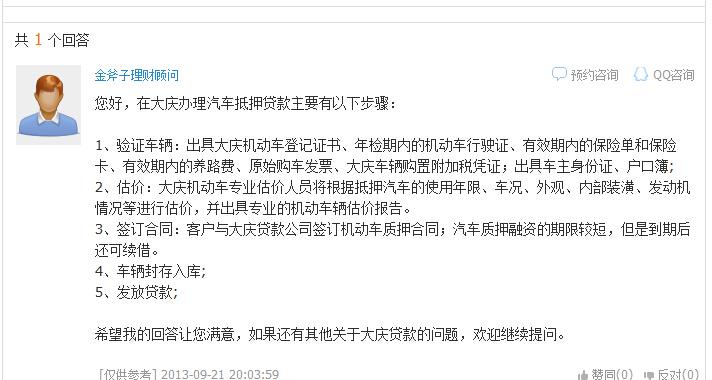 共 1 个回答
金斧子理财顾问 预约咨询 QQ咨询
您好，在大庆办理汽车抵押贷款主要有以下步骤：
1、验证车辆：出具大庆机动车登记证书、年检期内的机动车行驶证、有效期内的保险单和保险
卡、有效期内的养路费、原始购车发票、大庆车辆购置附加税凭证；出具车主身份证、户口簿;
2、估价：大庆机动车专业估价人员将根据抵押汽车的使用年限、车况、外观、内部装潢、发动机
情况等进行估价，并出具专业的机动车辆估价报告。
3、签订合同：客户与大庆贷款公司签订机动车质押合同；汽车质押融资的期限较短，但是到期后
还可续借。
4、车辆封存入库;
5、发放贷款;
希望我的回答让您满意，如果还有其他关于大庆贷款的问题，欢迎继续提问。
[仅供参考] 2013-09-21 20:03:59 赞同(0) 反对(0)